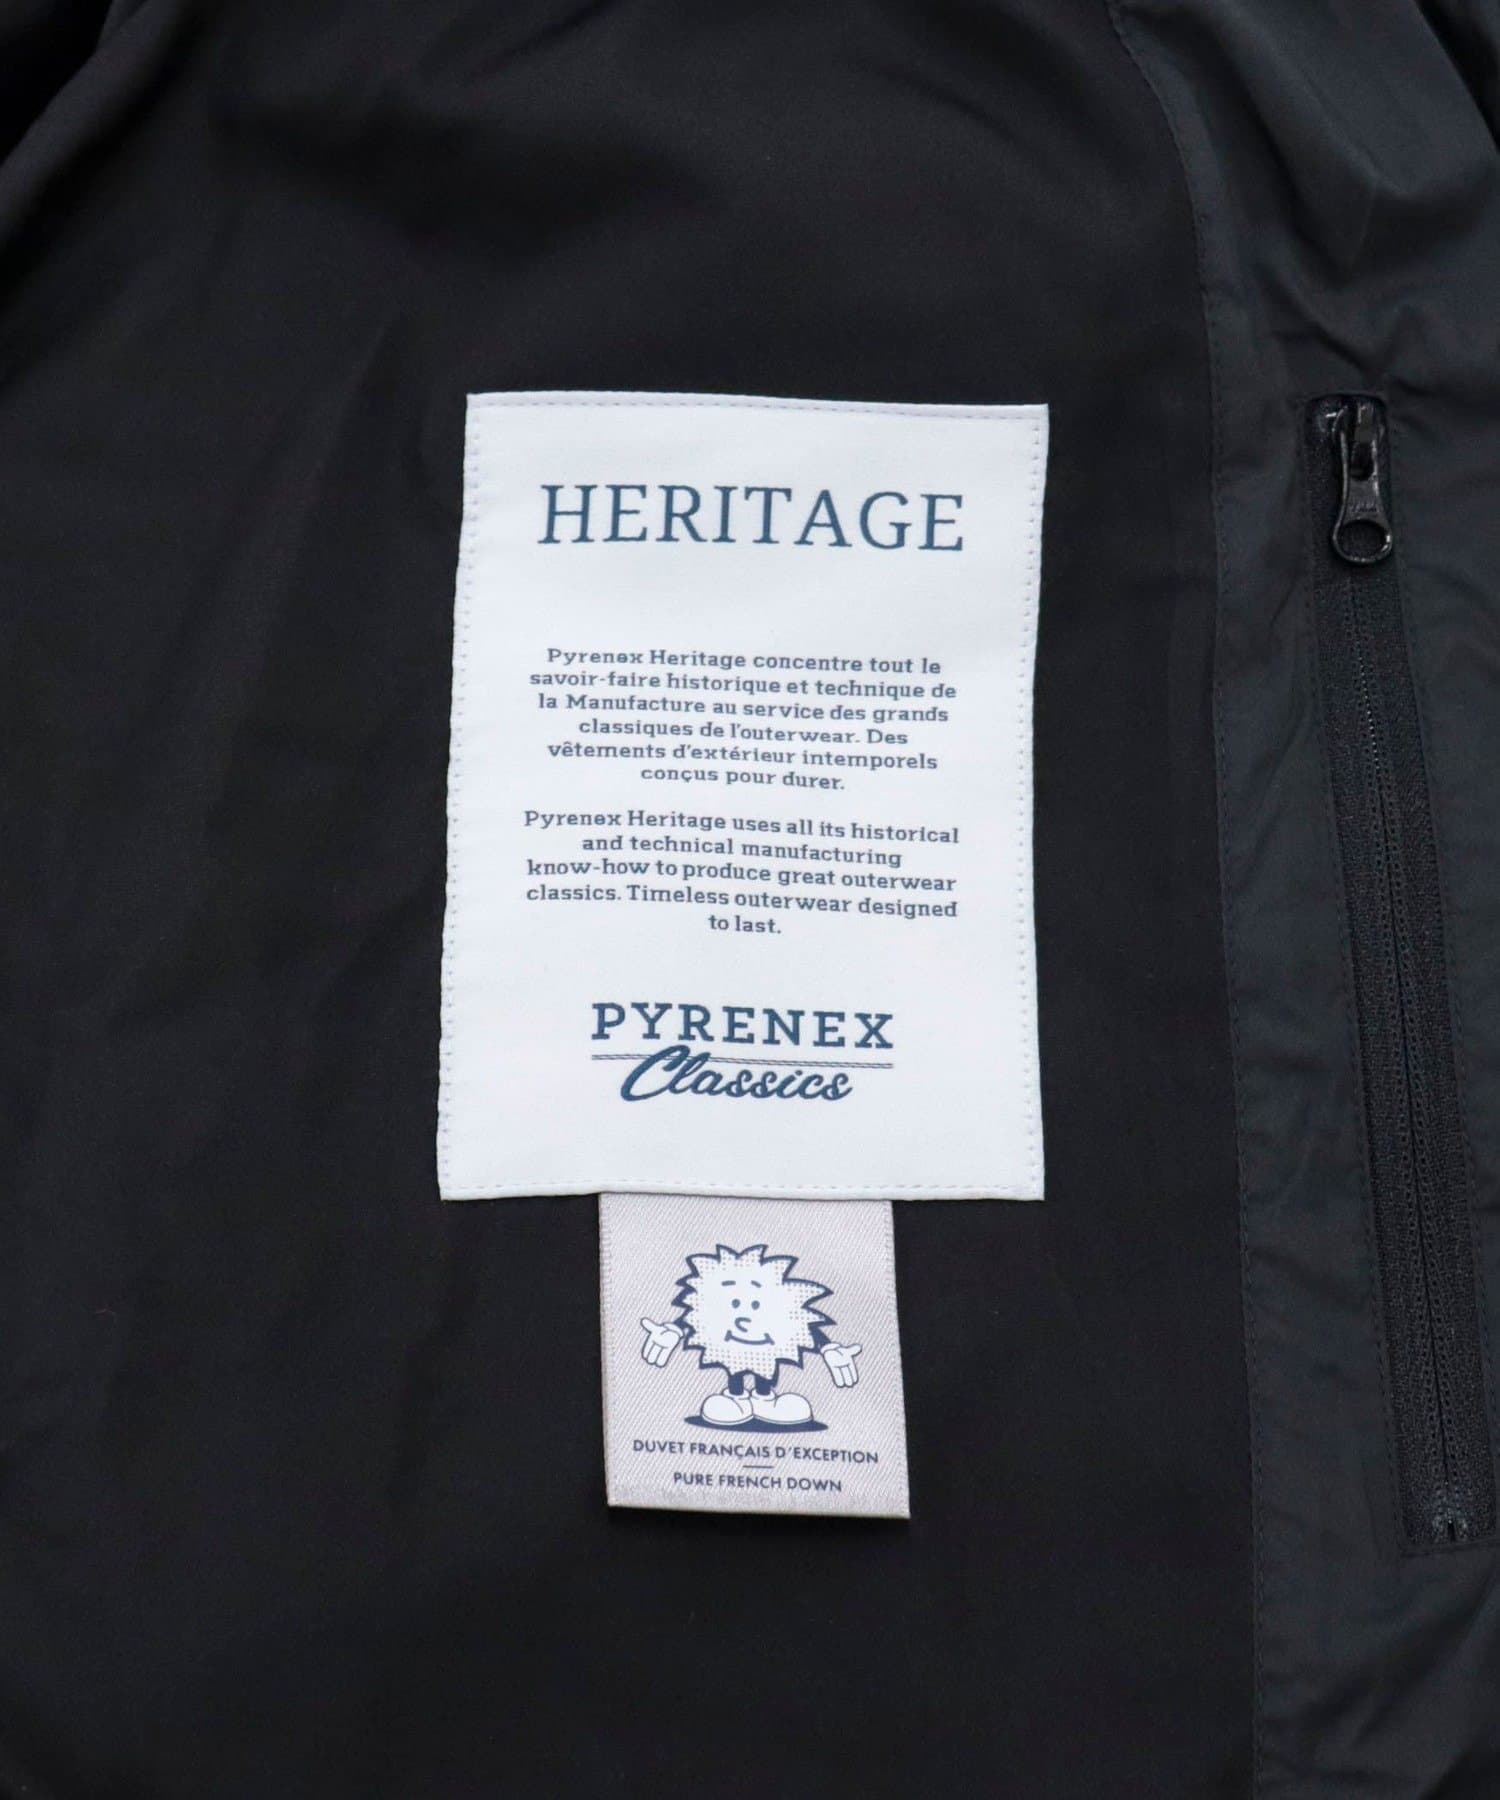 HERITAGE
Pyrenex Heritage concentre tout le
savoir-faire historique et technique de
la Manufacture au service des grands
classiques de l'outerwear. Des
vêtements d'extérieur intemporels
conçus pour durer.
Pyrenex Heritage uses all its historical
and technical manufacturing
know-how to produce great outerwear
classics. Timeless outerwear designed
to last.
PYRENEX
Classics
DUVET FRANÇAIS D'EXCEPTION
PURE FRENCH DOWN